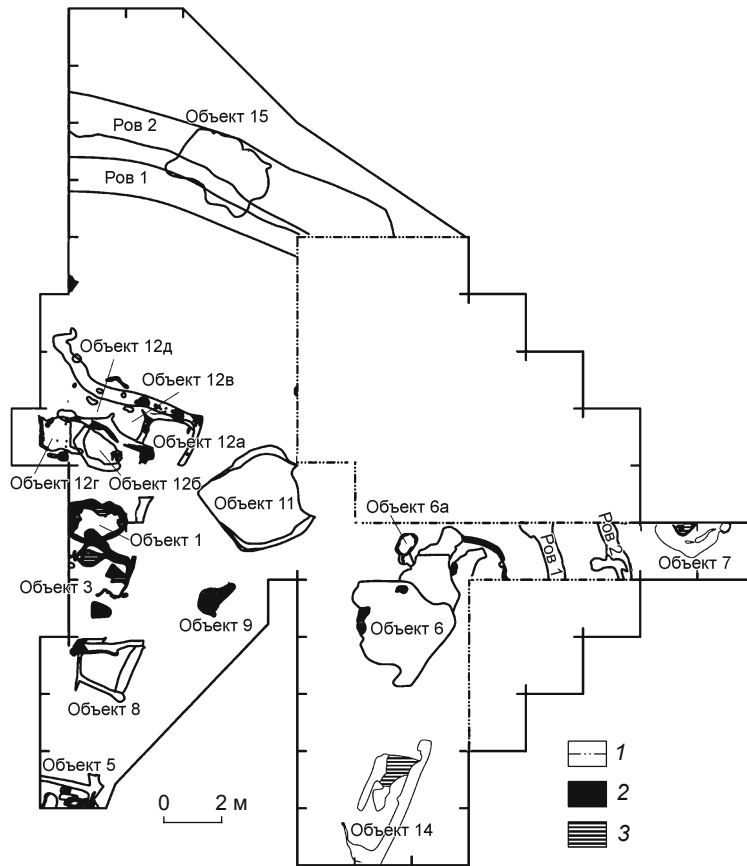 Объект 15
Ров 2
Ров 1
Объект 12д
Объект 12в
Объект 12а
Объект 12г
Объект 12б
Объект 11
Объект 6а
Объект 1
Ров 1
Ров 2
Объект 7
Объект 3
Объект 9
Объект 6
Объект 8
Объект 5
0 2 м
Объект 14
1
2
3